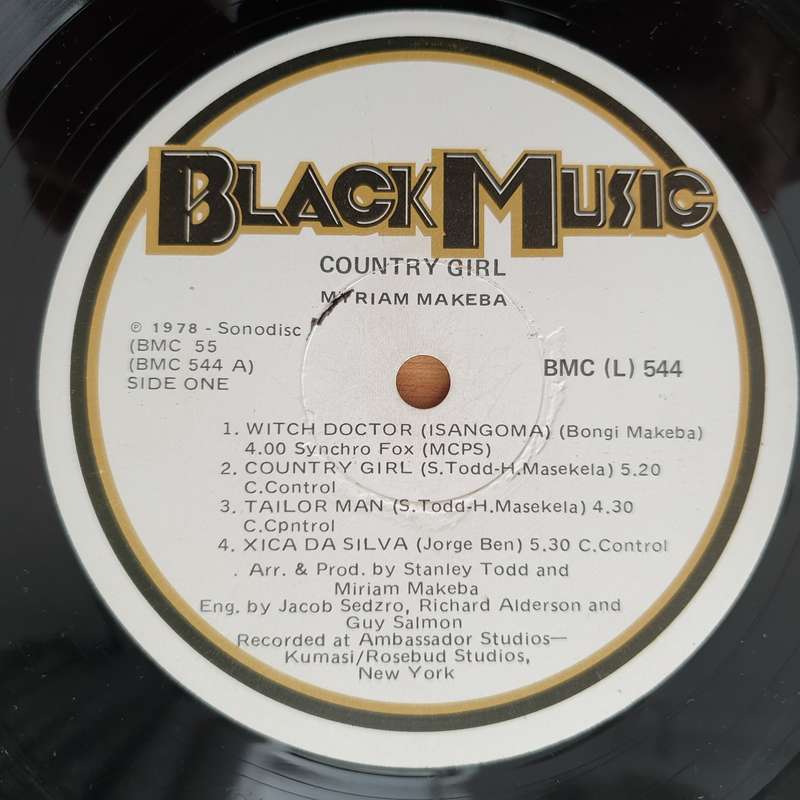 BLACK MUSIC
COUNTRY GIRL
MYRIAM MAKEBA
℗ 1978 - Sonodisc
(BMC 55
(BMC 544 A)
SIDE ONE
BMC (L) 544
1. WITCH DOCTOR (ISANGOMA) (Bongi Makeba)
4.00 Synchro Fox (MCPS)
2. COUNTRY GIRL (S.Todd-H.Masekela) 5.20
C.Control
3. TAILOR MAN (S.Todd-H.Masekela) 4.30
C.Cpntrol
4. XICA DA SILVA (Jorge Ben) 5.30 C.Control
. Arr. & Prod. by Stanley Todd and
Miriam Makeba
Eng. by Jacob Sedzro, Richard Alderson and
Guy Salmon
Recorded at Ambassador Studios—
Kumasi/Rosebud Studios,
New York